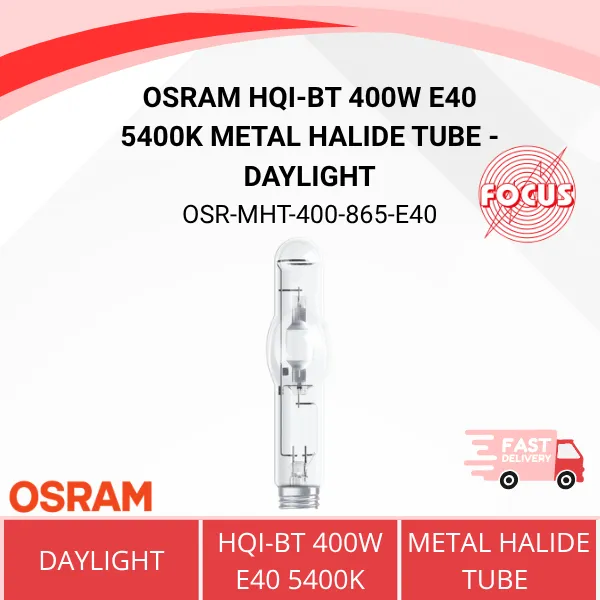 OSRAM HQI-BT 400W E40
5400K METAL HALIDE TUBE -
DAYLIGHT
OSR-MHT-400-865-E40
FOCUS
FAST
DELIVERY
OSRAM
DAYLIGHT
HQI-BT 400W
E40 5400K
METAL HALIDE
TUBE